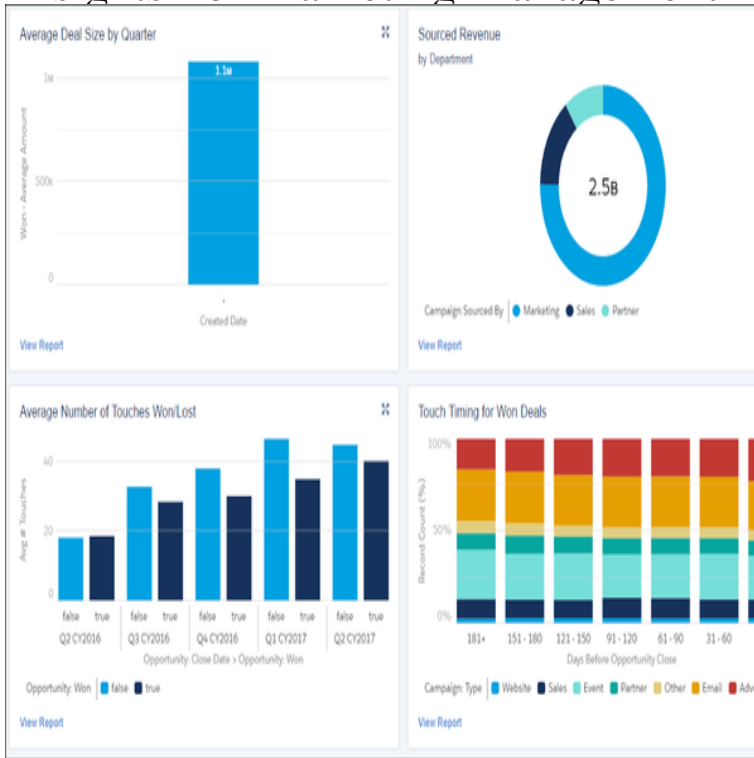 Average Deal Size by Quarter
Won - Average Amount
1M
500K
0
1.1M
-
Created Date
View Report
Sourced Revenue
by Department
2.5B
Campaign Sourced By Marketing Sales Partner
View Report
Average Number of Touches Won/Lost
Avg # Touches
40
20
0
false true false true false true false true false true
Q2 CY2016 Q3 CY2016 Q4 CY2016 Q1 CY2017 Q2 CY2017
Opportunity: Close Date > Opportunity: Won
Opportunity: Won false true
View Report
Touch Timing for Won Deals
Record Count (%)
100%
50%
0%
181+ 151 - 180 121 - 150 91 - 120 61 - 90 31 - 60
Days Before Opportunity Close
Campaign: Type Website Sales Event Partner Other Email Adv
View Report